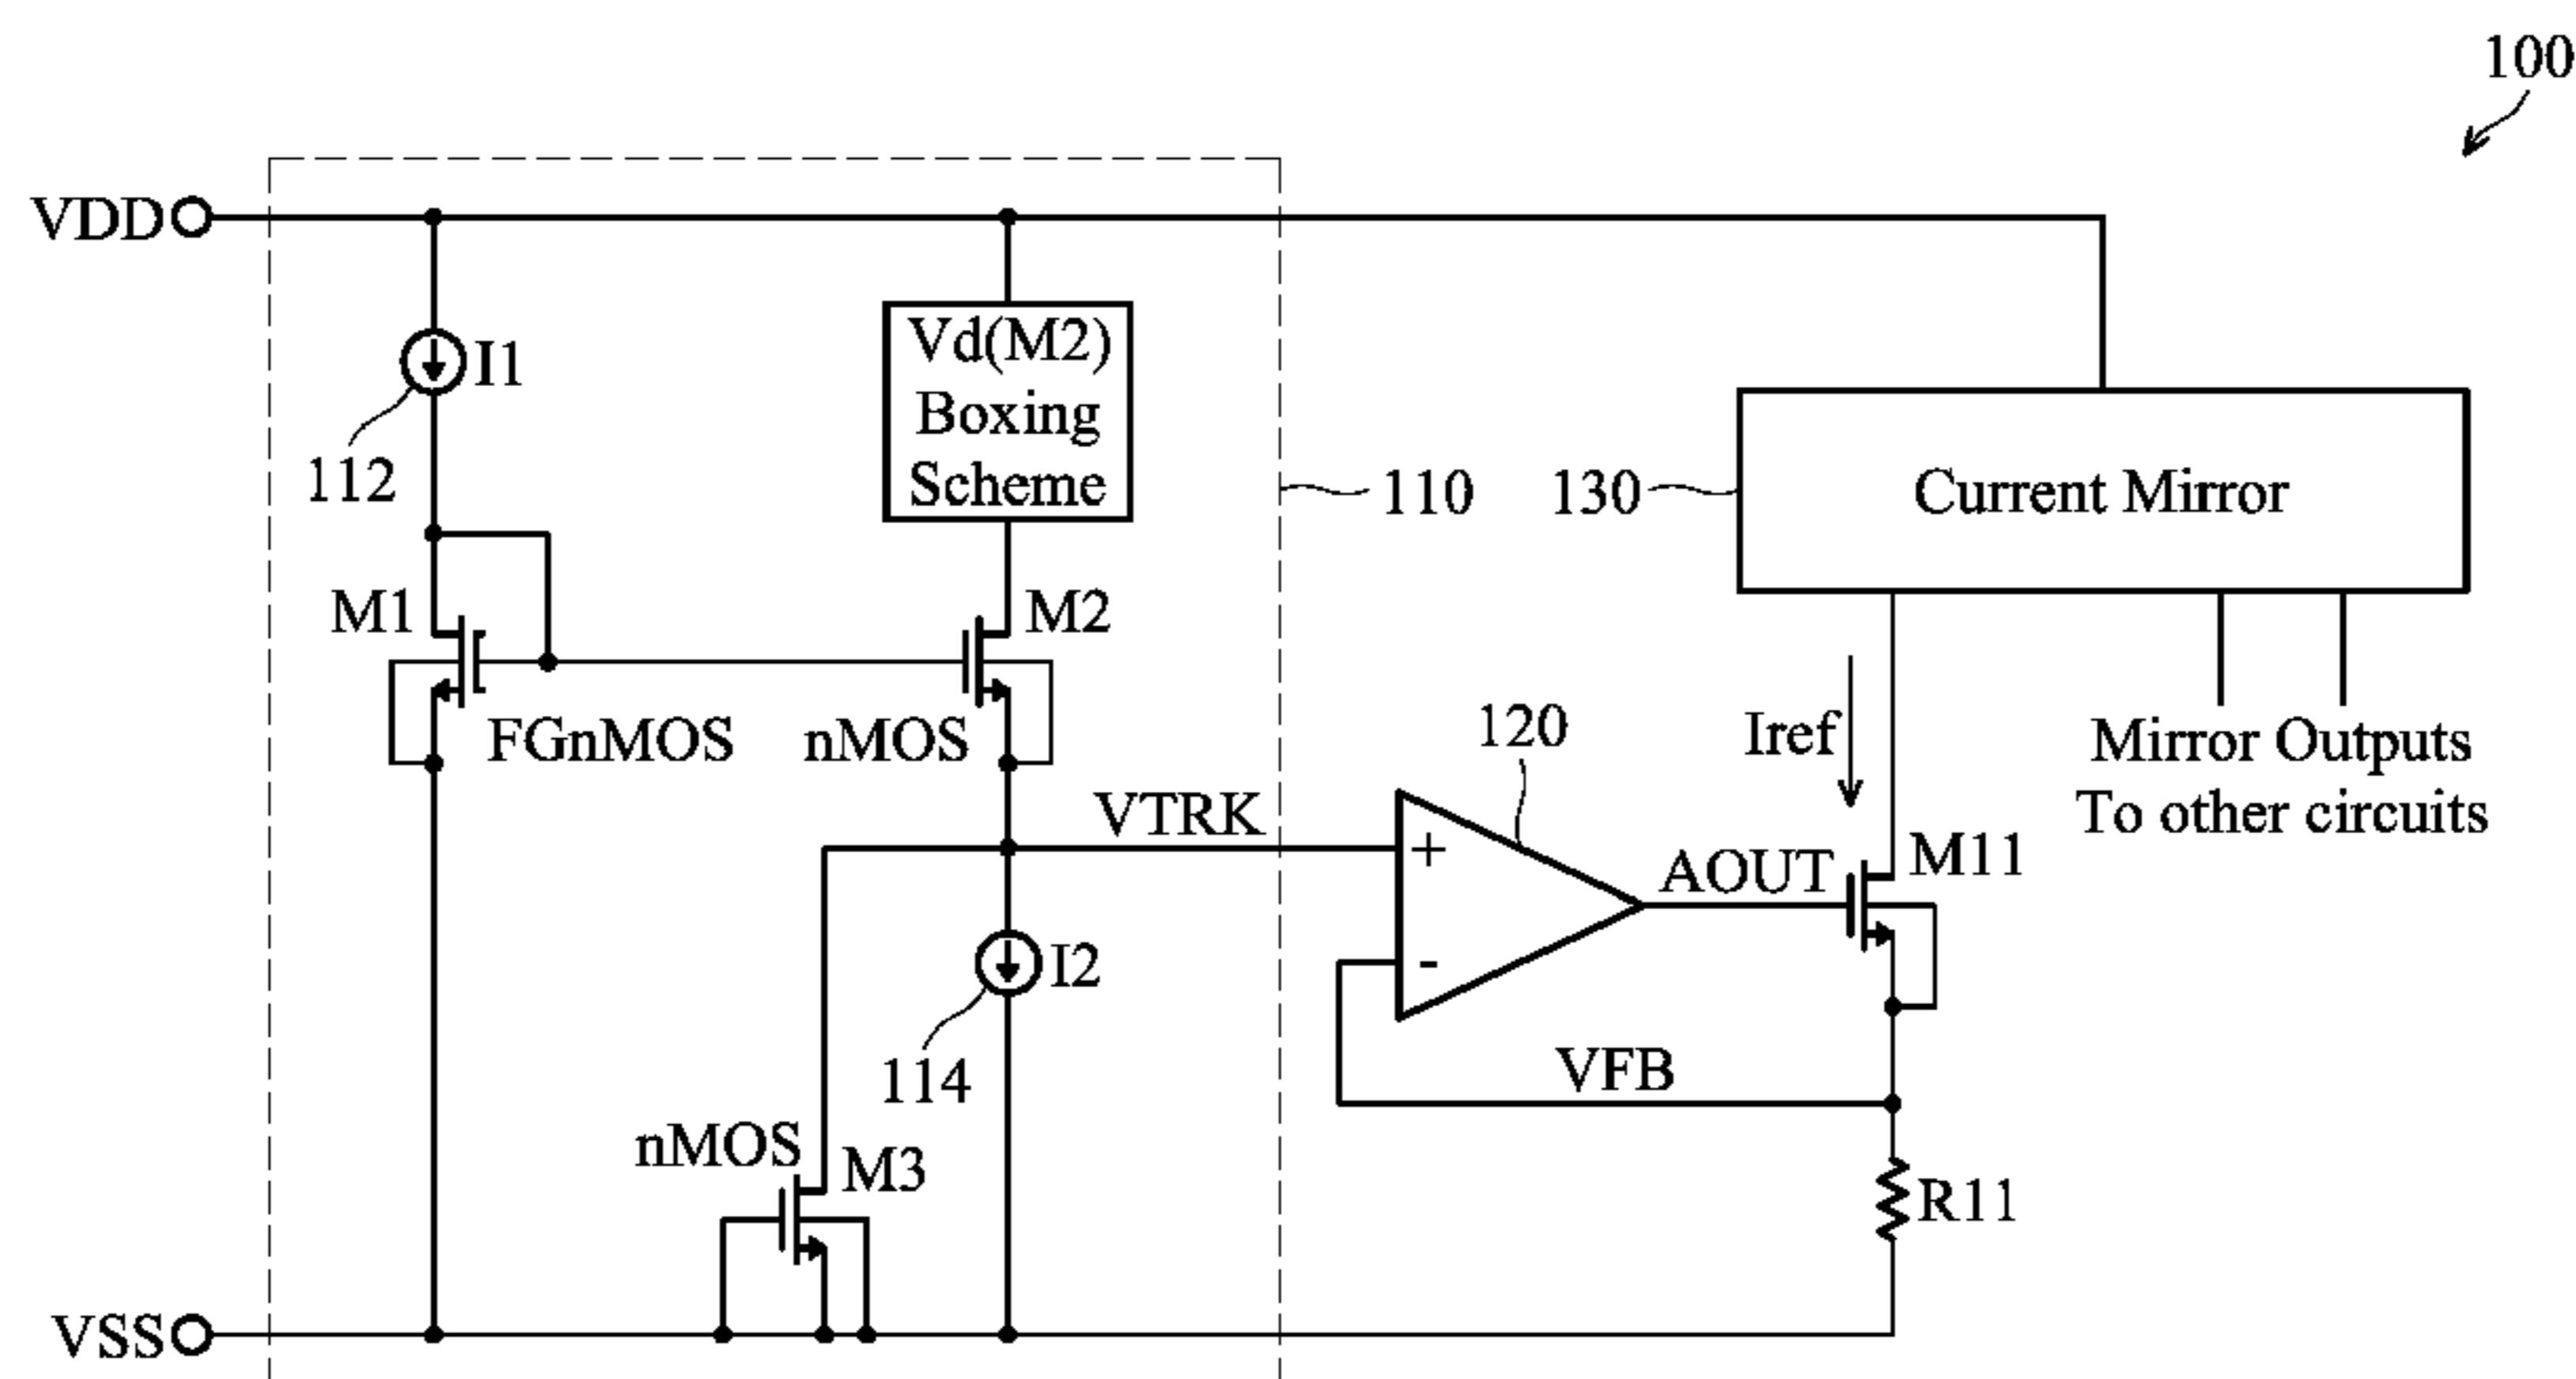 100
VDD
I1
112
Vd(M2)
Boxing
Scheme
110
130
Current Mirror
M1
M2
FGnMOS
nMOS
VTRK
120
Iref
Mirror Outputs
To other circuits
+
AOUT
M11
I2
-
114
VFB
nMOS
M3
R11
VSS